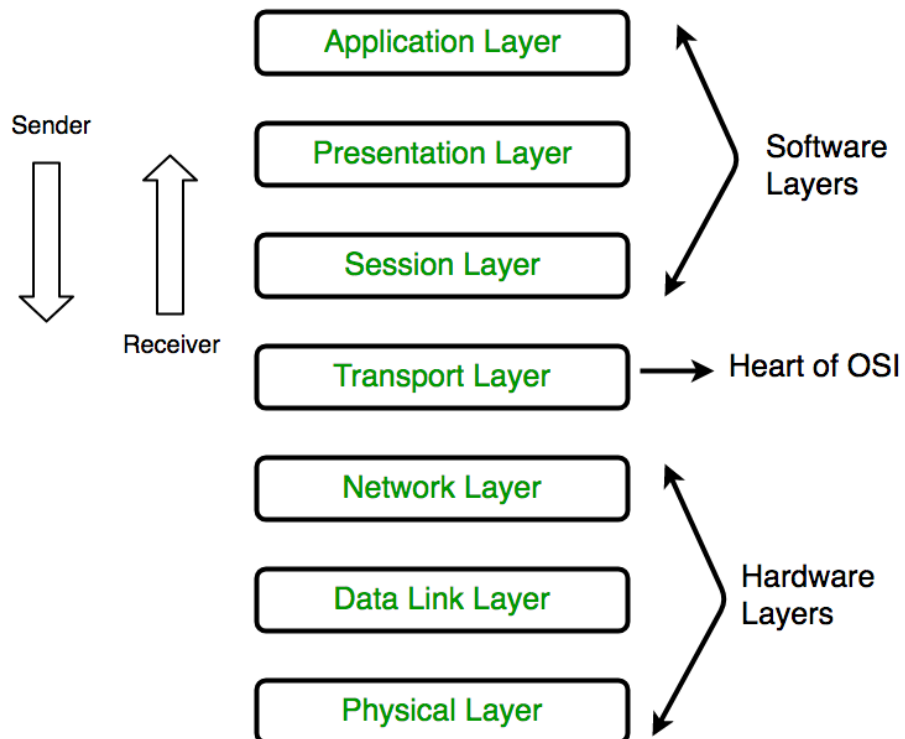 Application Layer
Sender
Presentation Layer
Software
Layers
Session Layer
Receiver
Transport Layer
Heart of OSI
Network Layer
Data Link Layer
Hardware
Layers
Physical Layer